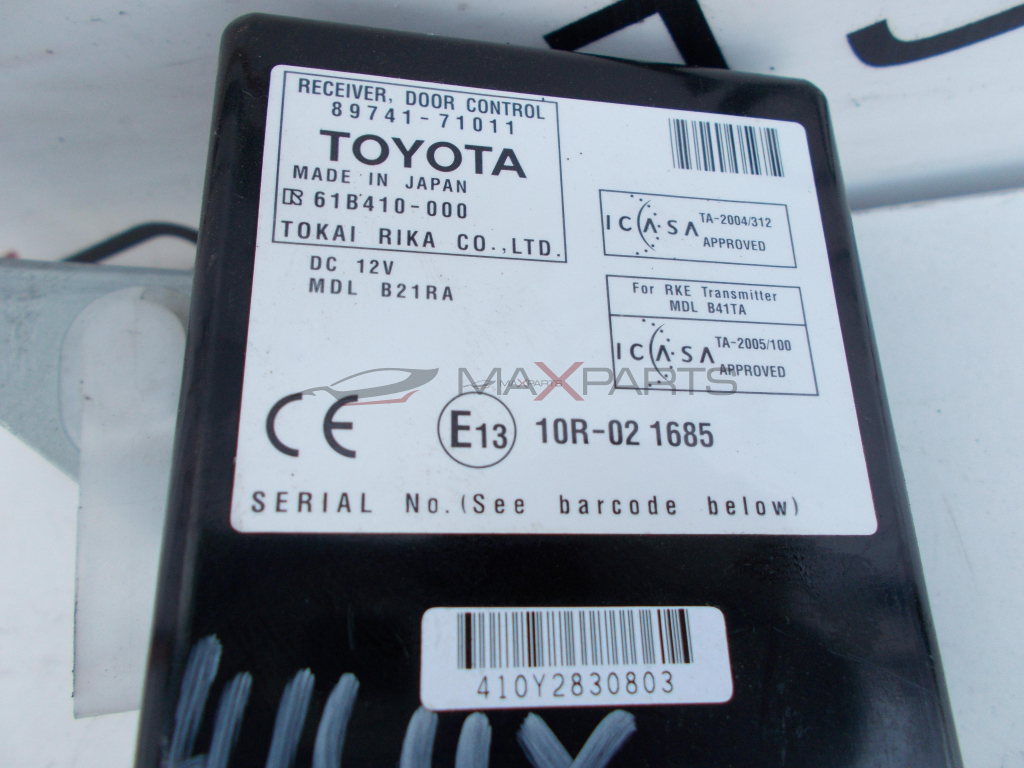 RECEIVER, DOOR CONTROL
89741-71011
TOYOTA
MADE IN JAPAN
61B410-000
TOKAI RIKA CO.,LTD.
DC 12V
MDL B21RA
ICASA TA-2004/312
APPROVED
For RKE Transmitter
MDL B41TA
ICASA TA-2005/100
APPROVED
MAXPARTS
MAXPARTS
CE E13 10R-02 1685
SERIAL No.(See barcode below)
410Y2830803